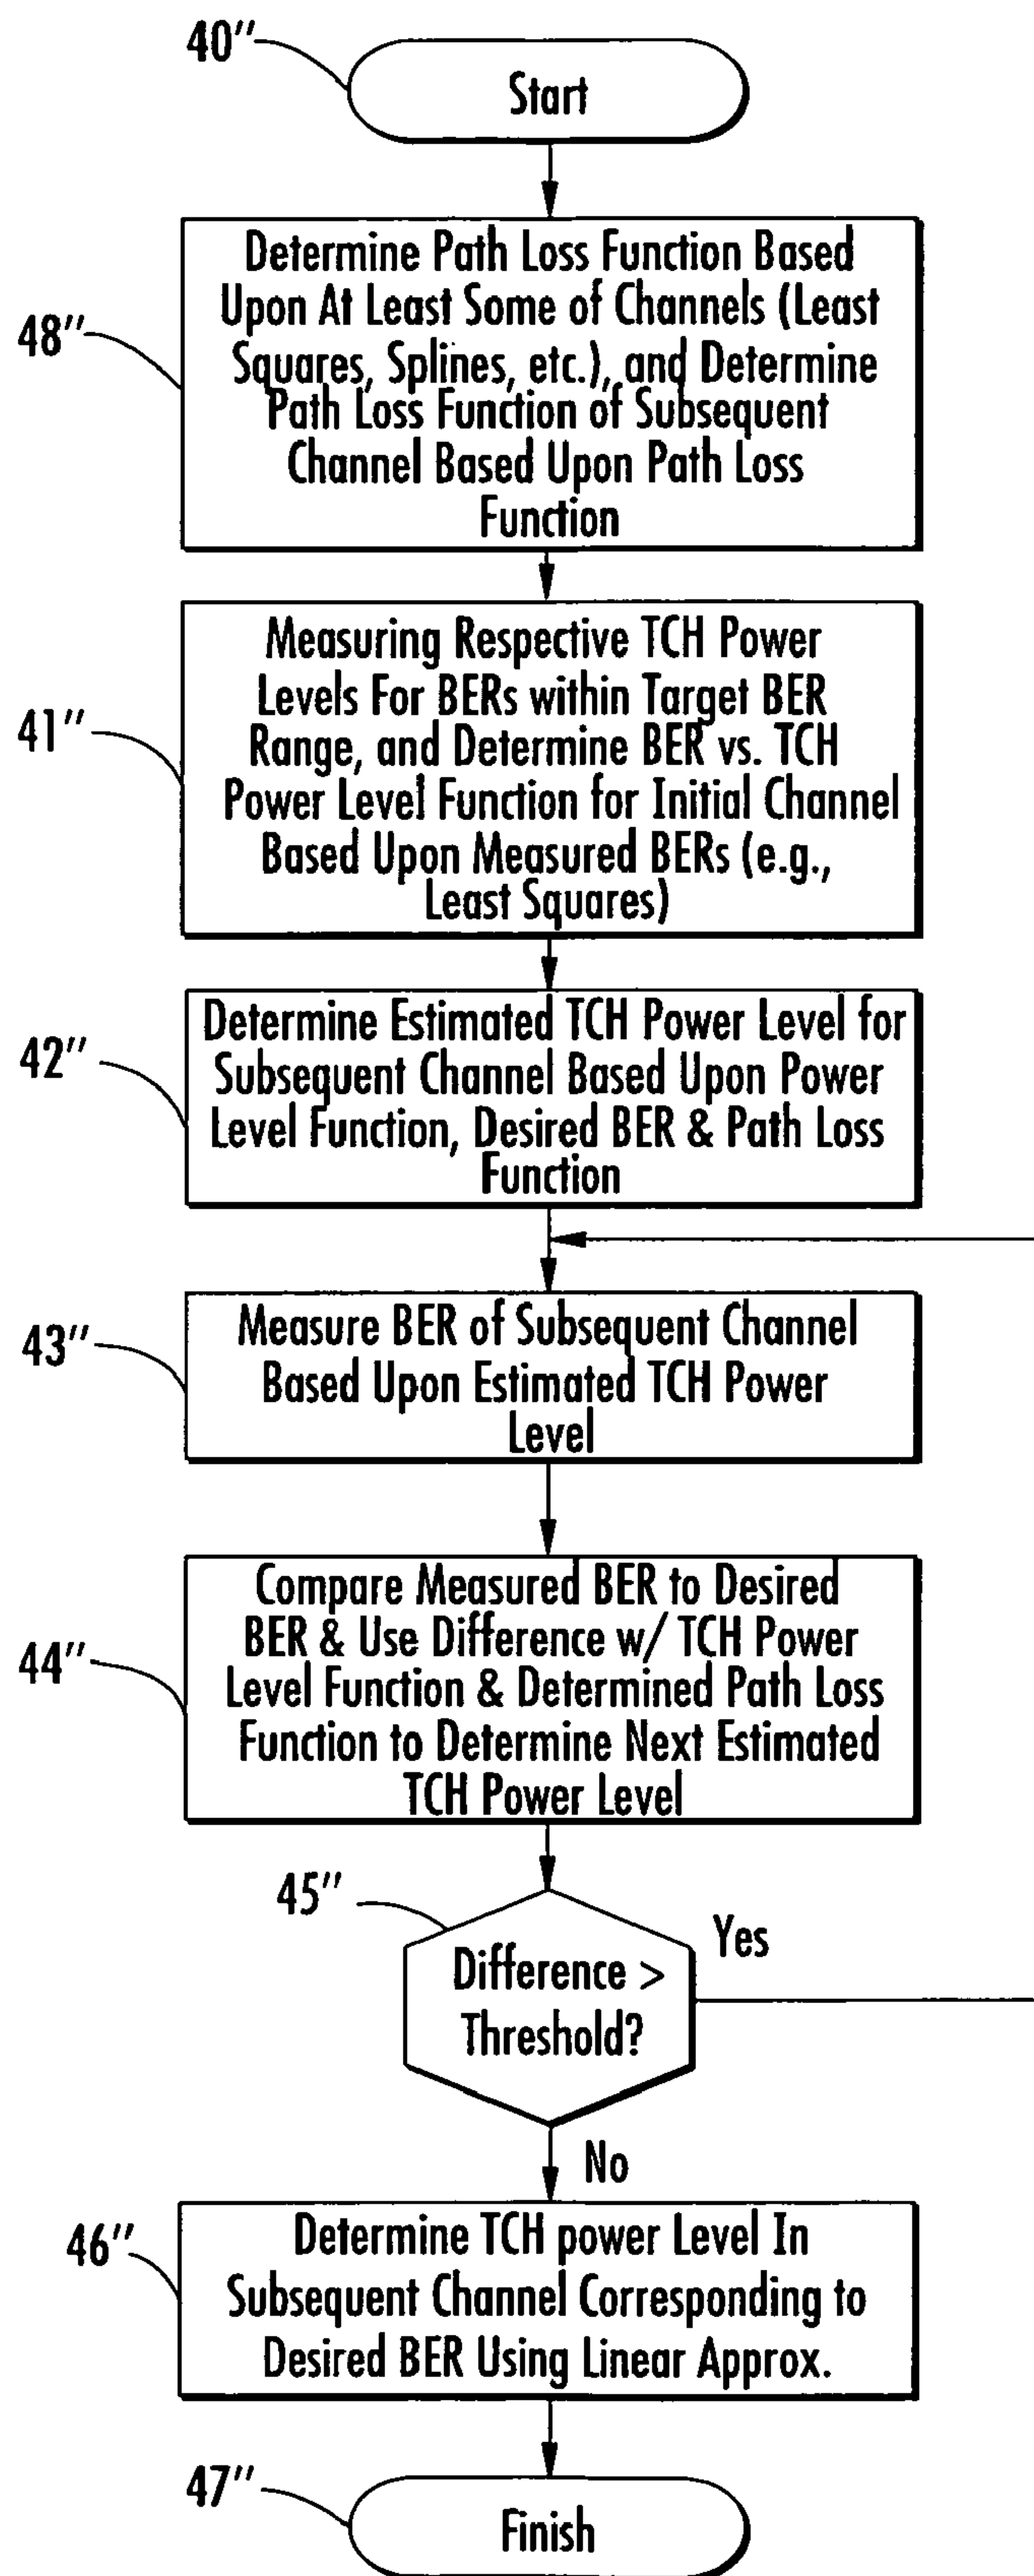 40"
Start
48"
Determine Path Loss Function Based
Upon At Least Some of Channels (Least
Squares, Splines, etc.), and Determine
Path Loss Function of Subsequent
Channel Based Upon Path Loss
Function
41"
Measuring Respective TCH Power
Levels For BERs within Target BER
Range, and Determine BER vs. TCH
Power Level Function for Initial Channel
Based Upon Measured BERs (e.g.,
Least Squares)
42"
Determine Estimated TCH Power Level for
Subsequent Channel Based Upon Power
Level Function, Desired BER & Path Loss
Function
43"
Measure BER of Subsequent Channel
Based Upon Estimated TCH Power
Level
44"
Compare Measured BER to Desired
BER & Use Difference w/ TCH Power
Level Function & Determined Path Loss
Function to Determine Next Estimated
TCH Power Level
45"
Difference >
Threshold?
Yes
No
46"
Determine TCH power Level In
Subsequent Channel Corresponding to
Desired BER Using Linear Approx.
47"
Finish